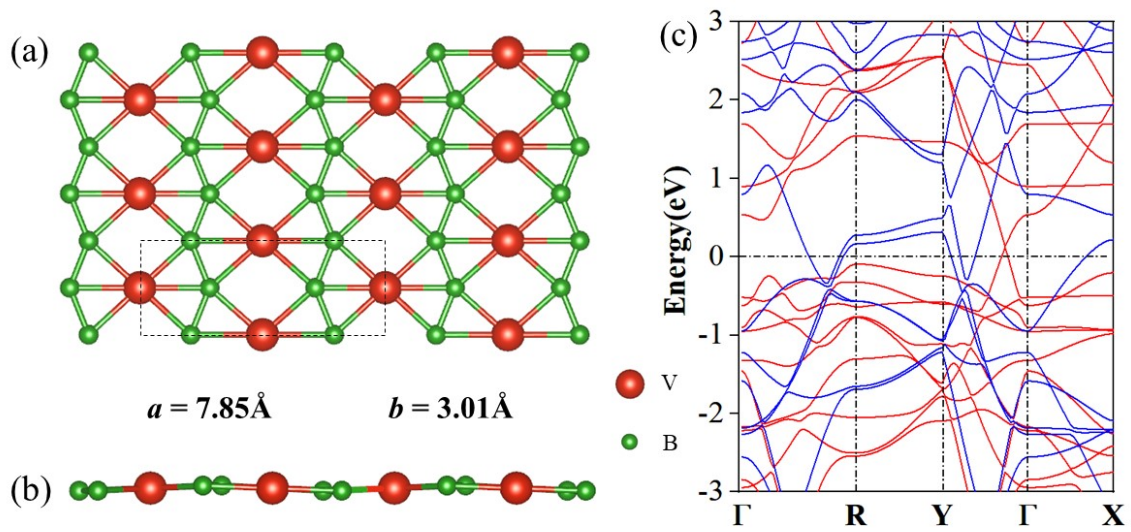 (a)
a = 7.85Å
b = 3.01Å
V
B
(b)
(c)
Energy(eV)
3
2
1
0
-1
-2
-3
Γ
R
Y
Γ
X